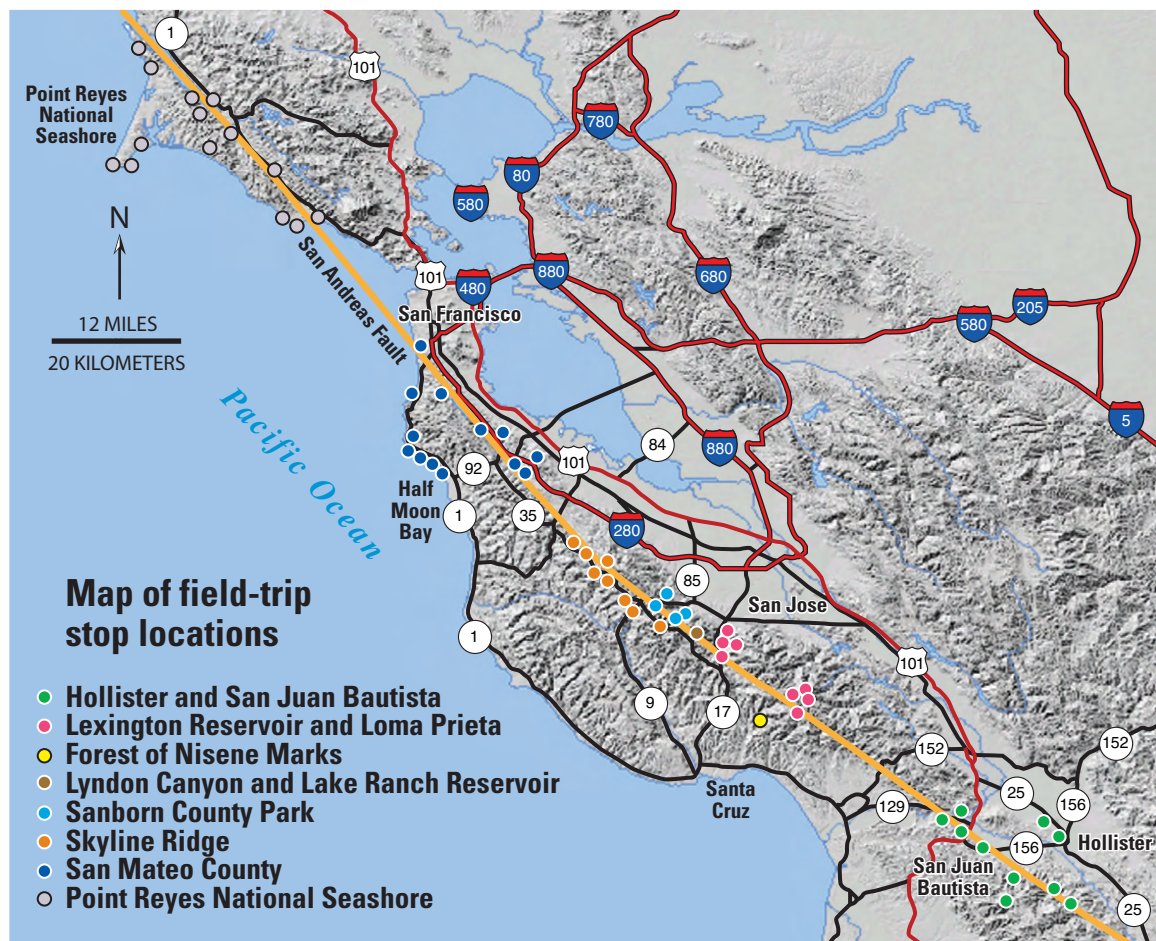 1
101
Point Reyes
National
Seashore
780
80
580
N
San Andreas Fault
101
480
880
680
San Francisco
580
205
12 MILES
20 KILOMETERS
Pacific Ocean
5
84
880
101
92
Half
Moon
Bay
1
35
280
85
San Jose
Map of field-trip
stop locations
1
101
9
17
152
152
Hollister and San Juan Bautista
Lexington Reservoir and Loma Prieta
Forest of Nisene Marks
Lyndon Canyon and Lake Ranch Reservoir
Sanborn County Park
Skyline Ridge
San Mateo County
Point Reyes National Seashore
Santa
Cruz
129
25
156
Hollister
156
San Juan
Bautista
25